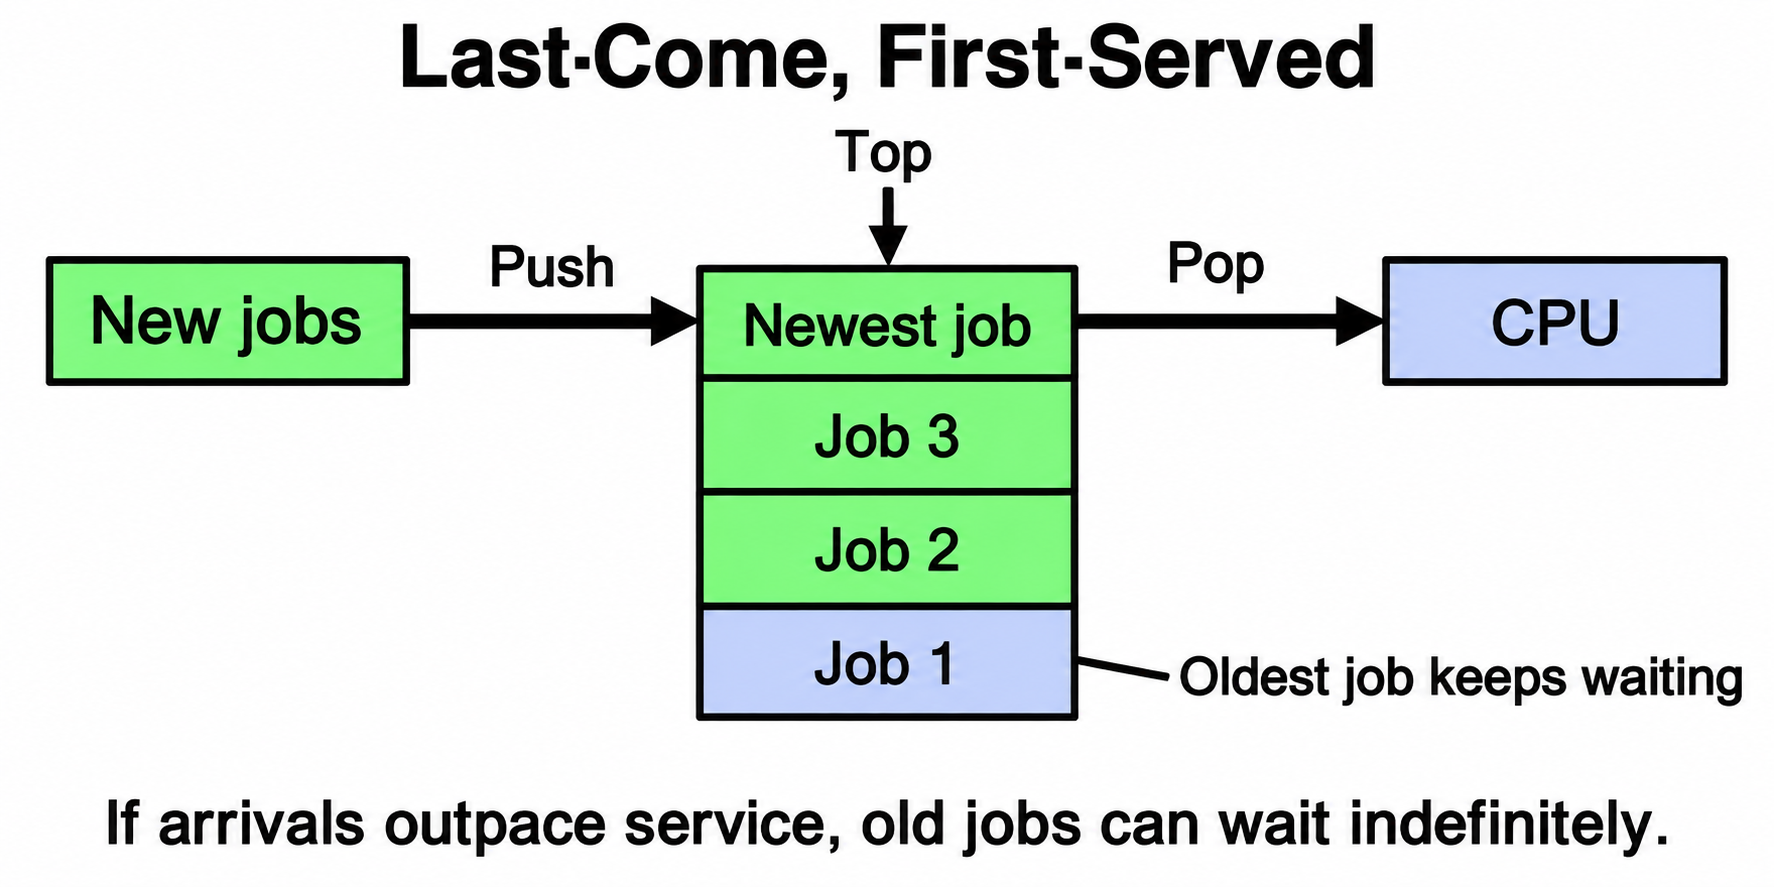 Last-Come, First-Served
Top
Push
Pop
New jobs
Newest job
CPU
Job 3
Job 2
Job 1
Oldest job keeps waiting
If arrivals outpace service, old jobs can wait indefinitely.